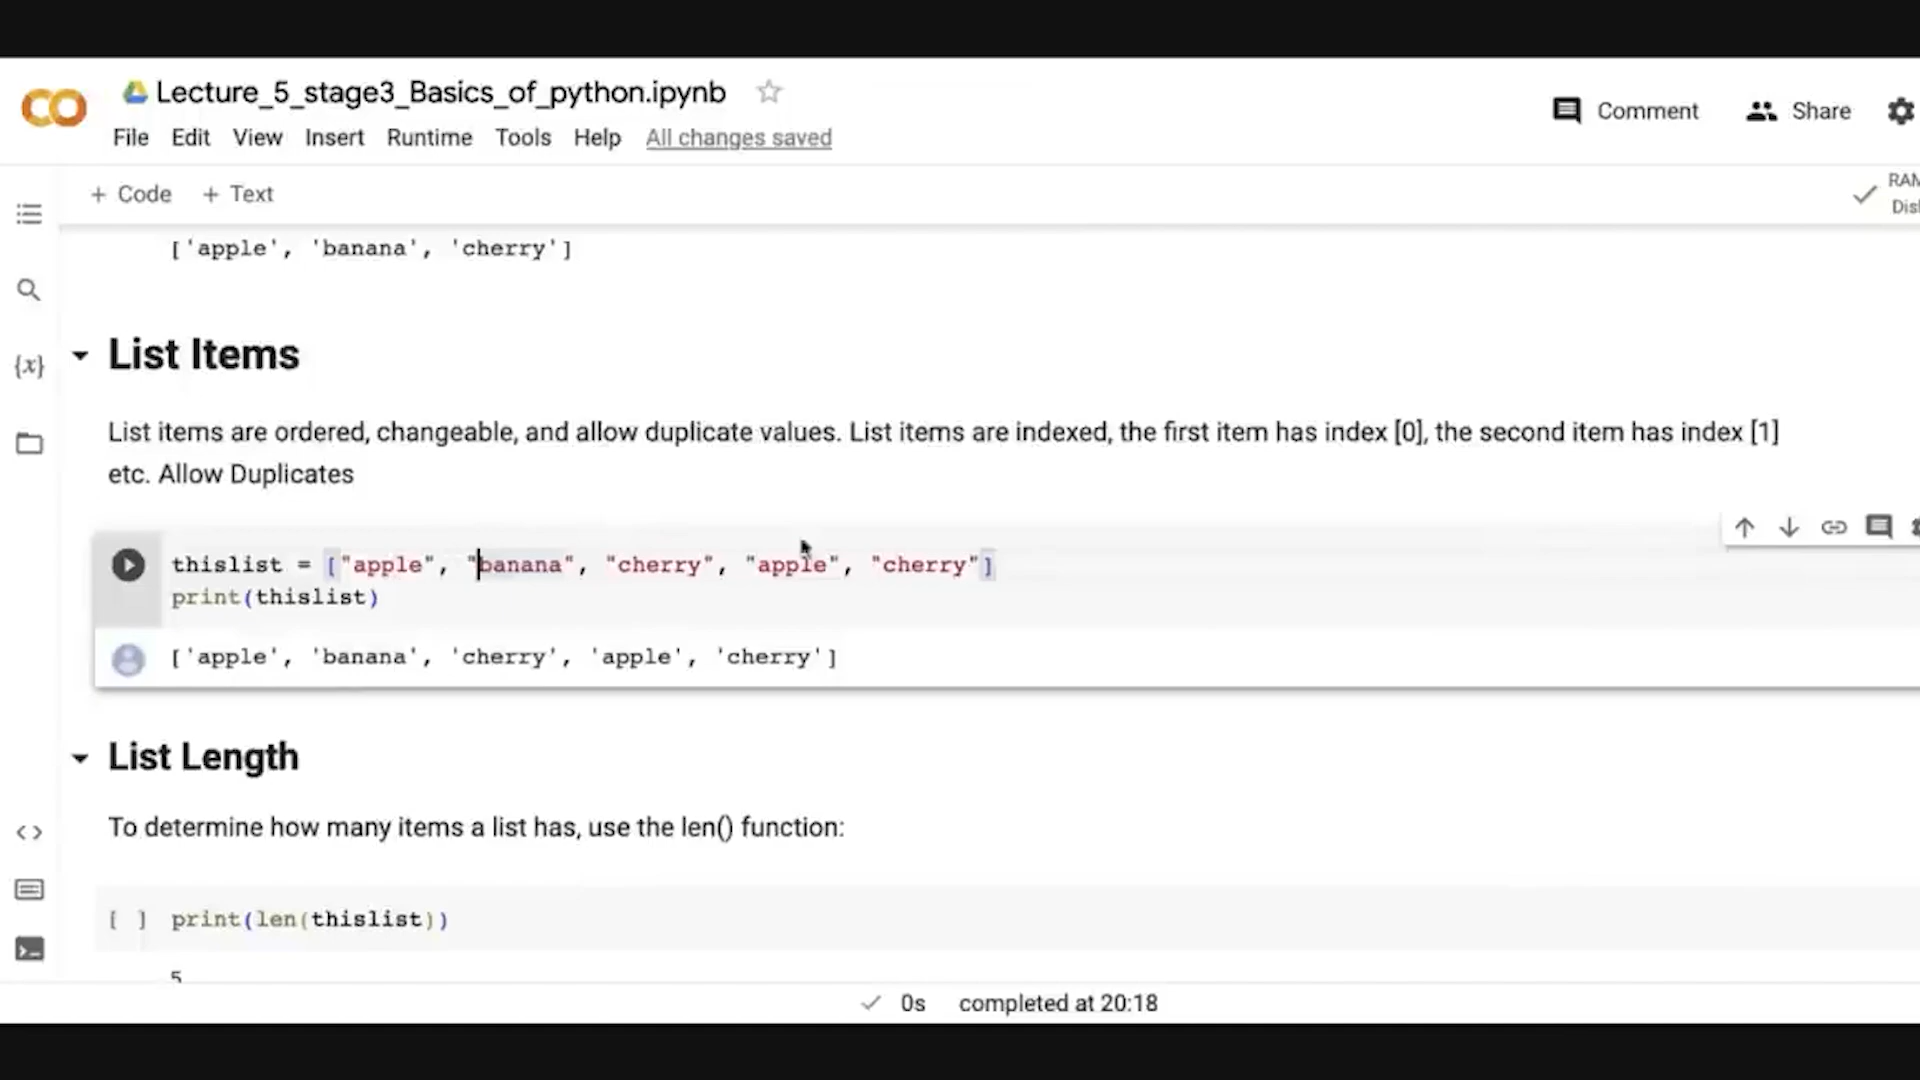 Lecture_5_stage3_Basics_of_python.ipynb
File Edit View Insert Runtime Tools Help All changes saved
Comment Share
+ Code + Text
RAM
Disk
['apple', 'banana', 'cherry']
List Items
List items are ordered, changeable, and allow duplicate values. List items are indexed, the first item has index [0], the second item has index [1]
etc. Allow Duplicates
thislist = ["apple", "banana", "cherry", "apple", "cherry"]
print(thislist)
['apple', 'banana', 'cherry', 'apple', 'cherry']
List Length
To determine how many items a list has, use the len() function:
[ ] print(len(thislist))
5
0s completed at 20:18